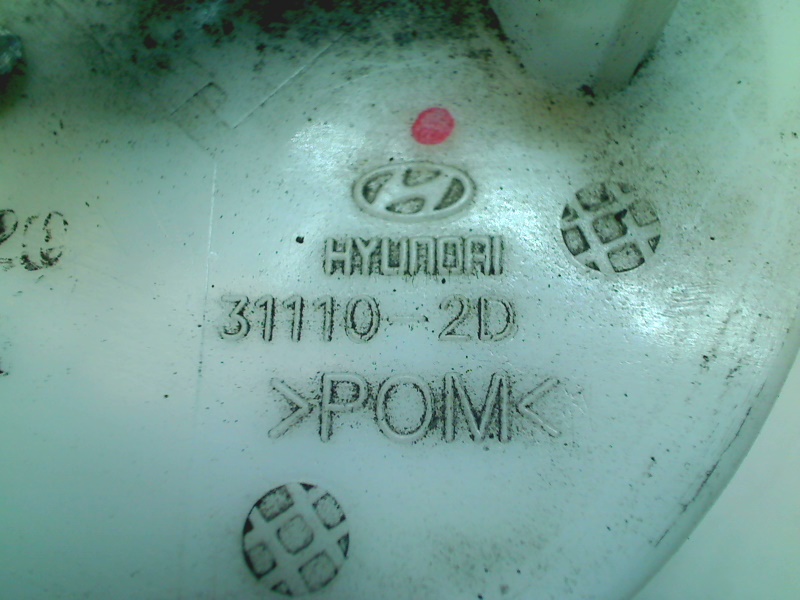 HYUNDAI
31110-2D
>POM<